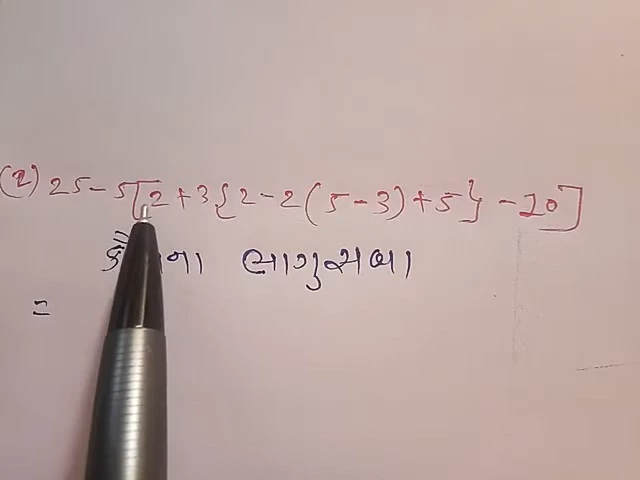 (2) 25 - 5[2 + 3{2 - 2(5 - 3) + 5} - 20]
ભાગુસબા
=